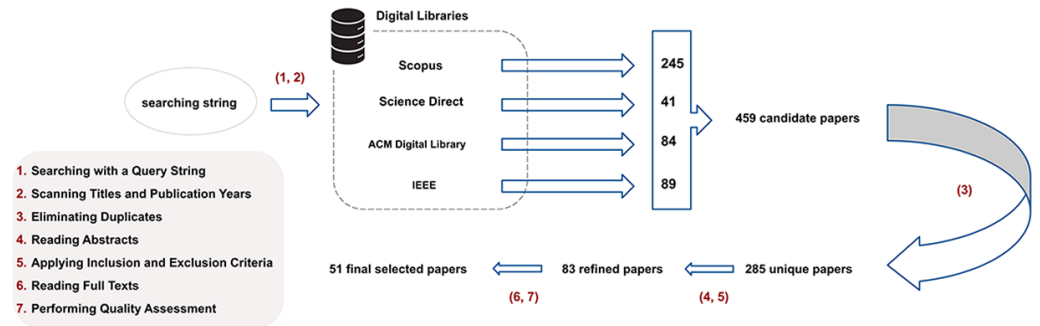 Digital Libraries
(1, 2)
searching string
Scopus
245
Science Direct
41
459 candidate papers
ACM Digital Library
84
IEEE
89
(3)
1. Searching with a Query String
2. Scanning Titles and Publication Years
3. Eliminating Duplicates
4. Reading Abstracts
5. Applying Inclusion and Exclusion Criteria
6. Reading Full Texts
7. Performing Quality Assessment
51 final selected papers
83 refined papers
285 unique papers
(6, 7)
(4, 5)